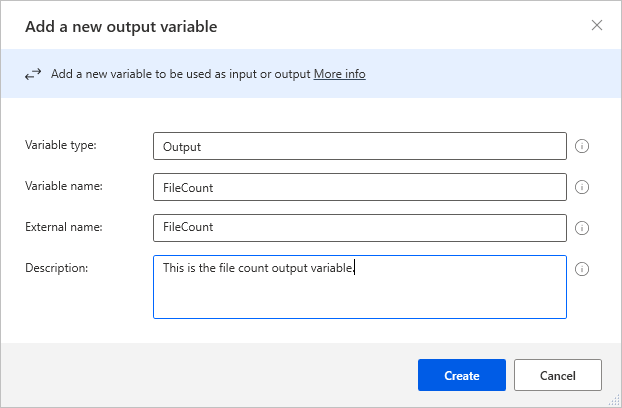 Add a new output variable
Add a new variable to be used as input or output More info
Variable type:
Output
Variable name:
FileCount
External name:
FileCount
Description:
This is the file count output variable.
Create
Cancel